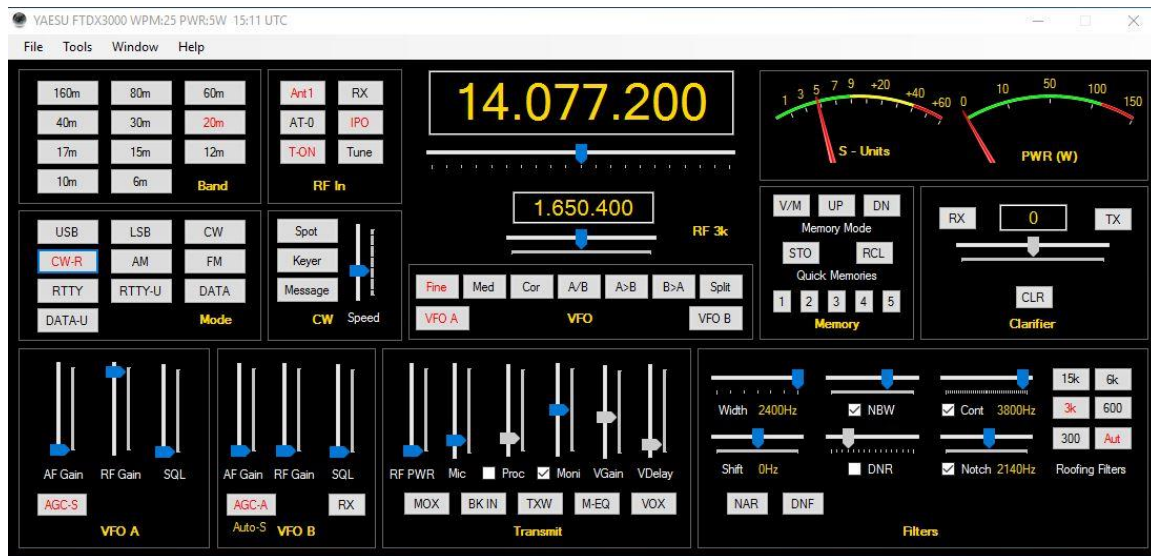 YAESU FTDX3000 WPM:25 PWR:5W 15:11 UTC
File Tools Window Help
160m 80m 60m
40m 30m 20m
17m 15m 12m
10m 6m Band
Ant1 RX
AT-0 IPO
T-ON Tune
RF In
14.077.200
1.650.400
RF 3k
1 3 5 7 9 +20 +40 +60
S - Units
0 10 50 100 150
PWR (W)
USB LSB CW
CW-R AM FM
RTTY RTTY-U DATA
DATA-U Mode
Spot
Keyer
Message
CW Speed
Fine Med Cor A/B A>B B>A Split
VFO A VFO VFO B
V/M UP DN
Memory Mode
STO RCL
Quick Memories
1 2 3 4 5
Memory
RX 0 TX
CLR
Clarifier
AF Gain RF Gain SQL
AGC-S
VFO A
AF Gain RF Gain SQL
AGC-A RX
Auto-S VFO B
RF PWR Mic Proc Moni VGain VDelay
MOX BK IN TXW M-EQ VOX
Transmit
Width 2400Hz NBW Cont 3800Hz
Shift 0Hz DNR Notch 2140Hz
NAR DNF
15k 6k
3k 600
300 Aut
Roofing Filters
Filters